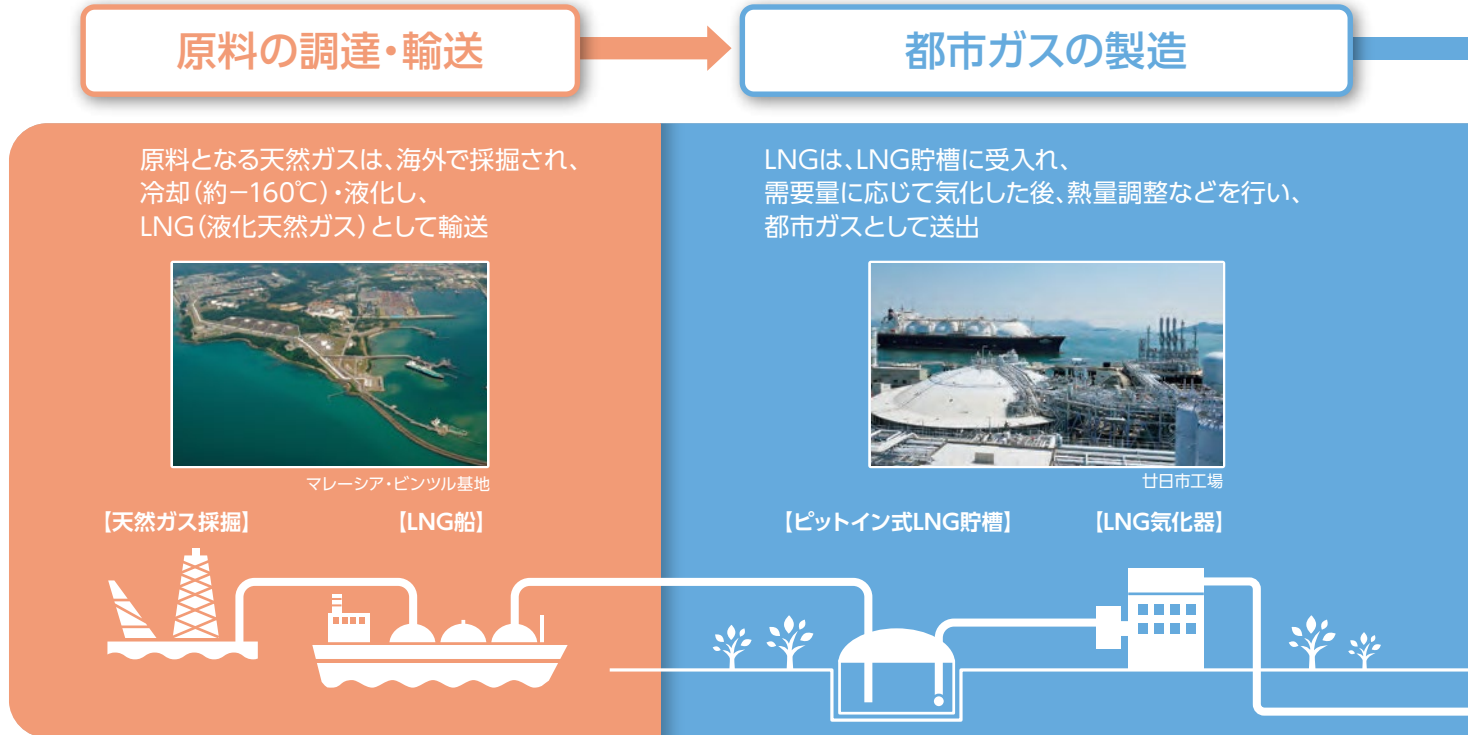 原料の調達・輸送
都市ガスの製造
原料となる天然ガスは、海外で採掘され、
冷却(約−160℃)・液化し、
LNG(液化天然ガス)として輸送
マレーシア・ビンツル基地
【天然ガス採掘】
【LNG船】
LNGは、LNG貯槽に受入れ、
需要量に応じて気化した後、熱量調整などを行い、
都市ガスとして送出
廿日市工場
【ピットイン式LNG貯槽】
【LNG気化器】